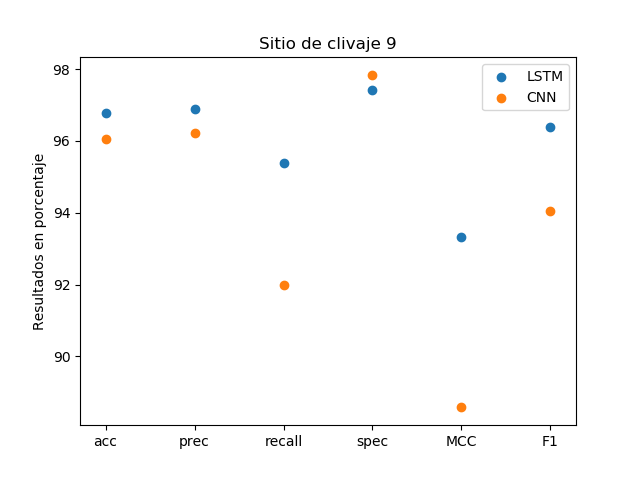 Sitio de clivaje 9
LSTM
CNN
Resultados en porcentaje
98
96
94
92
90
acc prec recall spec MCC F1